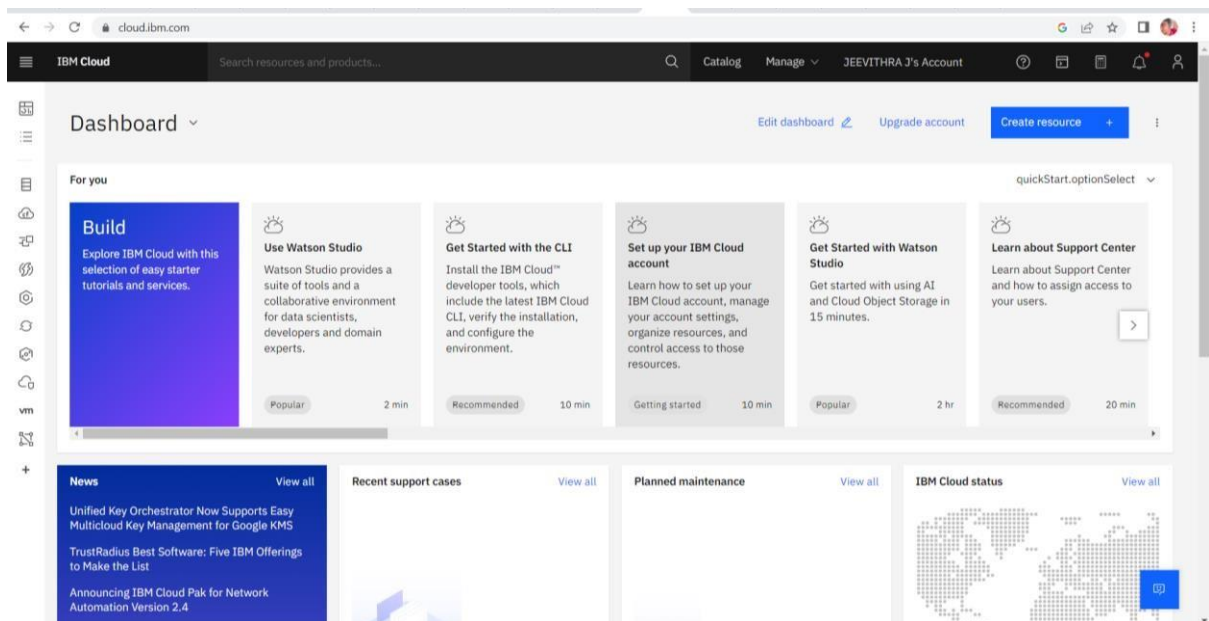 cloud.ibm.com
IBM Cloud
Search resources and products...
Catalog
Manage
JEEVITHRA J's Account
Dashboard
Edit dashboard
Upgrade account
Create resource +
For you
quickStart.optionSelect
Build
Explore IBM Cloud with this
selection of easy starter
tutorials and services.
Use Watson Studio
Watson Studio provides a
suite of tools and a
collaborative environment
for data scientists,
developers and domain
experts.
Popular
2 min
Get Started with the CLI
Install the IBM Cloud™
developer tools, which
include the latest IBM Cloud
CLI, verify the installation,
and configure the
environment.
Recommended
10 min
Set up your IBM Cloud
account
Learn how to set up your
IBM Cloud account, manage
your account settings,
organize resources, and
control access to those
resources.
Getting started
10 min
Get Started with Watson
Studio
Get started with using AI
and Cloud Object Storage in
15 minutes.
Popular
2 hr
Learn about Support Center
Learn about Support Center
and how to assign access to
your users.
Recommended
20 min
vm
News
View all
Unified Key Orchestrator Now Supports Easy
Multicloud Key Management for Google KMS
TrustRadius Best Software: Five IBM Offerings
to Make the List
Announcing IBM Cloud Pak for Network
Automation Version 2.4
Recent support cases
View all
Planned maintenance
View all
IBM Cloud status
View all